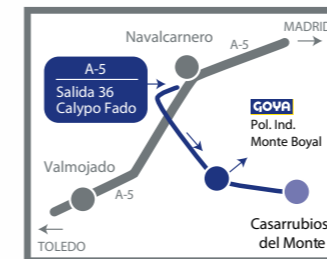 MADRID
Navalcarnero
A-5
A-5
Salida 36
Calypo Fado
GOYA
Pol. Ind.
Monte Boyal
Valmojado
A-5
Casarrubios
del Monte
TOLEDO